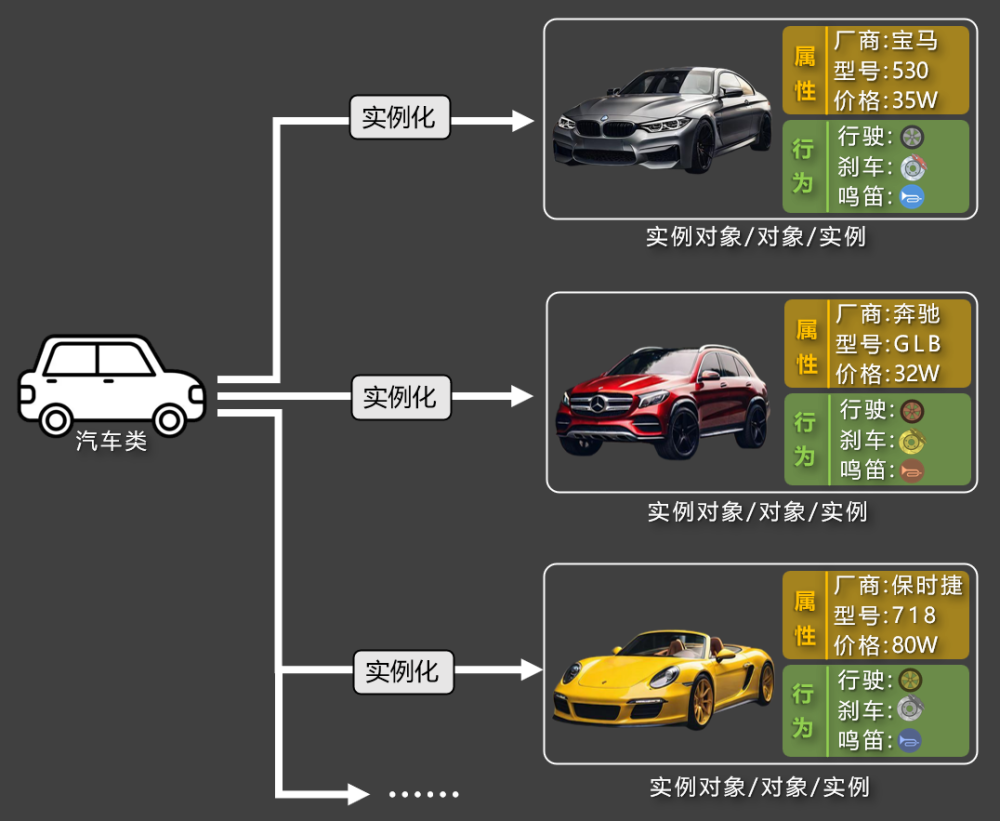 实例化
属性
厂商:宝马
型号:530
价格:35W
行为
行驶:
刹车:
鸣笛:
实例对象/对象/实例
汽车类
实例化
属性
厂商:奔驰
型号:GLB
价格:32W
行为
行驶:
刹车:
鸣笛:
实例对象/对象/实例
实例化
属性
厂商:保时捷
型号:718
价格:80W
行为
行驶:
刹车:
鸣笛:
实例对象/对象/实例
······